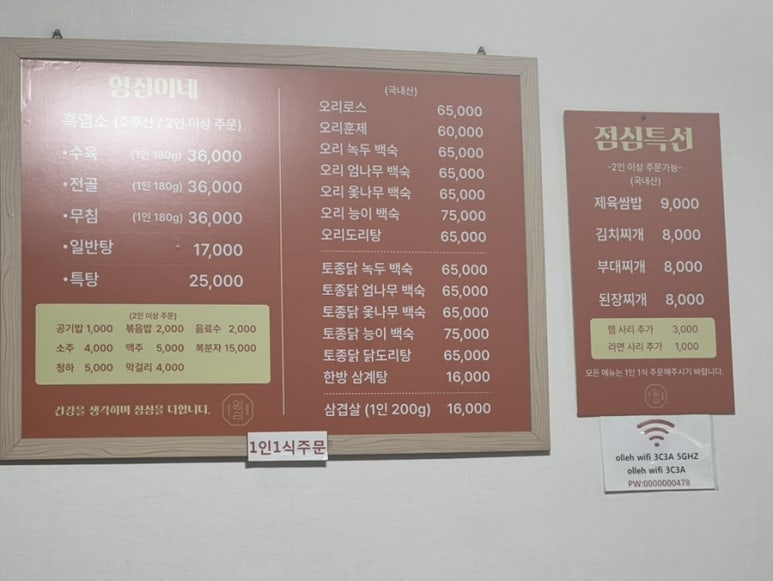 영심이네
흑염소 (호주산 / 2인 이상 주문)
•수육 (1인 180g) 36,000
•전골 (1인 180g) 36,000
•무침 (1인 180g) 36,000
•일반탕 17,000
•특탕 25,000
(2인 이상 주문)
공기밥 1,000 볶음밥 2,000 음료수 2,000
소주 4,000 맥주 5,000 복분자 15,000
청하 5,000 막걸리 4,000
건강을 생각하며 정성을 다합니다.
(국내산)
오리로스 65,000
오리훈제 60,000
오리 녹두 백숙 65,000
오리 엄나무 백숙 65,000
오리 옻나무 백숙 65,000
오리 능이 백숙 75,000
오리도리탕 65,000
토종닭 녹두 백숙 65,000
토종닭 엄나무 백숙 65,000
토종닭 옻나무 백숙 65,000
토종닭 능이 백숙 75,000
토종닭 닭도리탕 65,000
한방 삼계탕 16,000
삼겹살 (1인 200g) 16,000
1인1식주문
점심특선
-2인 이상 주문가능-
(국내산)
제육쌈밥 9,000
김치찌개 8,000
부대찌개 8,000
된장찌개 8,000
햄 사리 추가 3,000
라면 사리 추가 1,000
모든 메뉴는 1인 1식 주문해주시기 바랍니다.
olleh wifi 3C3A 5GHZ
olleh wifi 3C3A
PW:0000000478